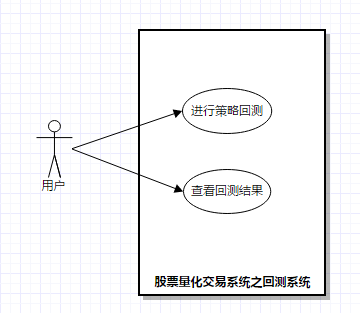 进行策略回测
用户
查看回测结果
股票量化交易系统之回测系统